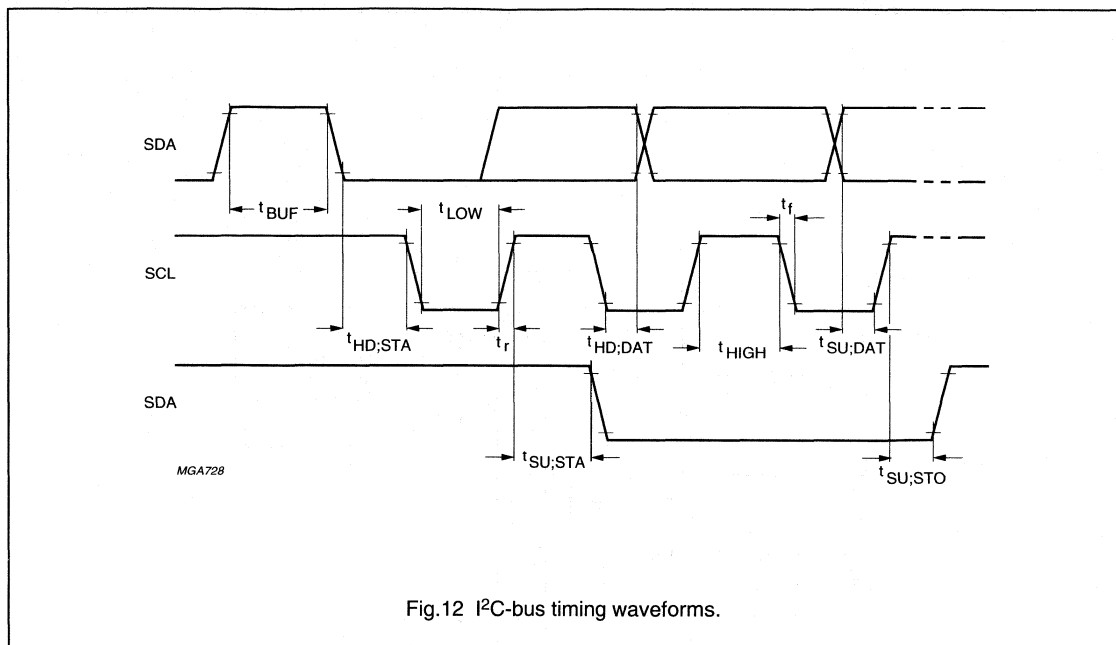 SDA
t BUF
t LOW
t f
SCL
t HD;STA
t r
t HD;DAT
t HIGH
t SU;DAT
SDA
t SU;STA
t SU;STO
MGA728
Fig.12 I²C-bus timing waveforms.